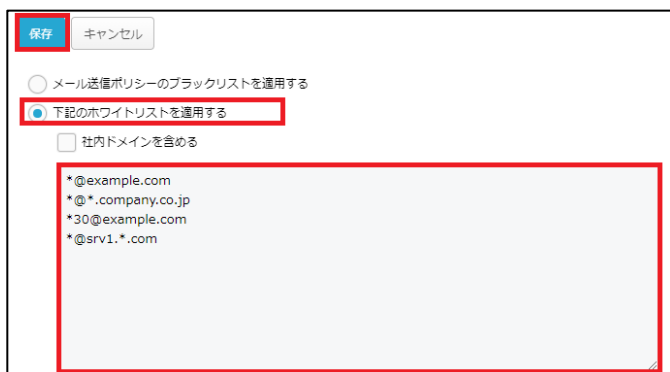 保存 キャンセル
メール送信ポリシーのブラックリストを適用する
下記のホワイトリストを適用する
社内ドメインを含める
*@example.com
*@*.company.co.jp
*30@example.com
*@srv1.*.com